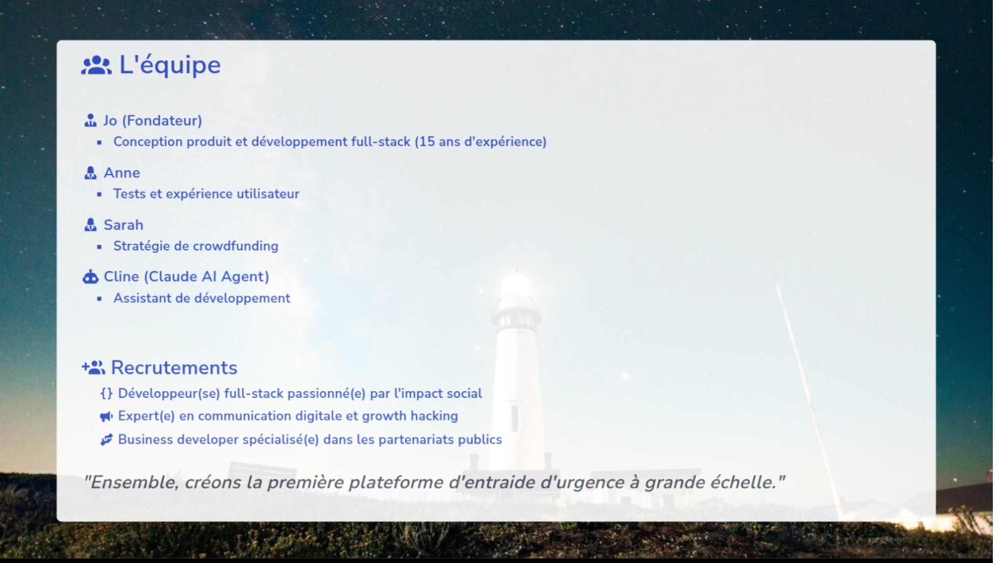 L'équipe
Jo (Fondateur)
Conception produit et développement full-stack (15 ans d'expérience)
Anne
Tests et expérience utilisateur
Sarah
Stratégie de crowdfunding
Cline (Claude AI Agent)
Assistant de développement
Recrutements
Développeur(se) full-stack passionné(e) par l'impact social
Expert(e) en communication digitale et growth hacking
Business developer spécialisé(e) dans les partenariats publics
"Ensemble, créons la première plateforme d'entraide d'urgence à grande échelle."